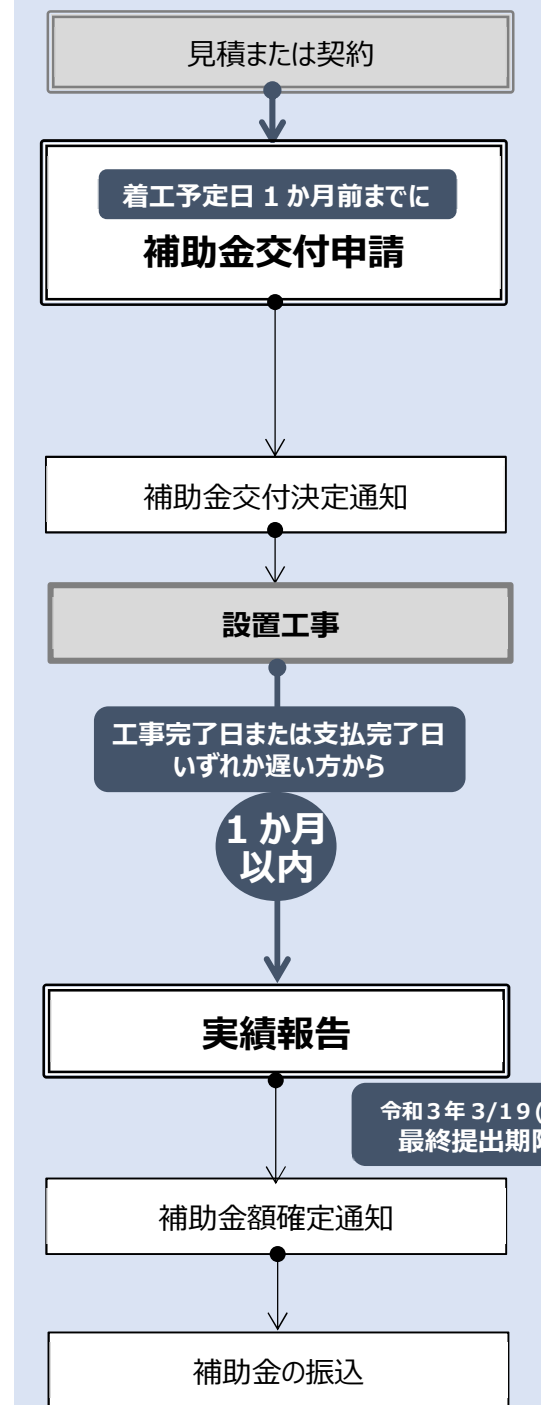 見積または契約
着工予定日 1 か月前までに
補助金交付申請
補助金交付決定通知
設置工事
工事完了日または支払完了日
いずれか遅い方から
1 か月
以内
実績報告
令和3年 3/19(
最終提出期
補助金額確定通知
補助金の振込